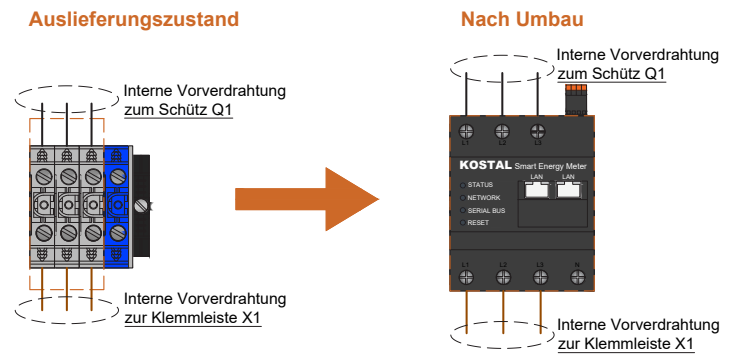 Auslieferungszustand
Nach Umbau
Interne Vorverdrahtung
zum Schütz Q1
Interne Vorverdrahtung
zur Klemmleiste X1
Interne Vorverdrahtung
zum Schütz Q1
L1 L2 L3
KOSTAL Smart Energy Meter
LAN LAN
STATUS
NETWORK
SERIAL BUS
RESET
L1 L2 L3 N
Interne Vorverdrahtung
zur Klemmleiste X1